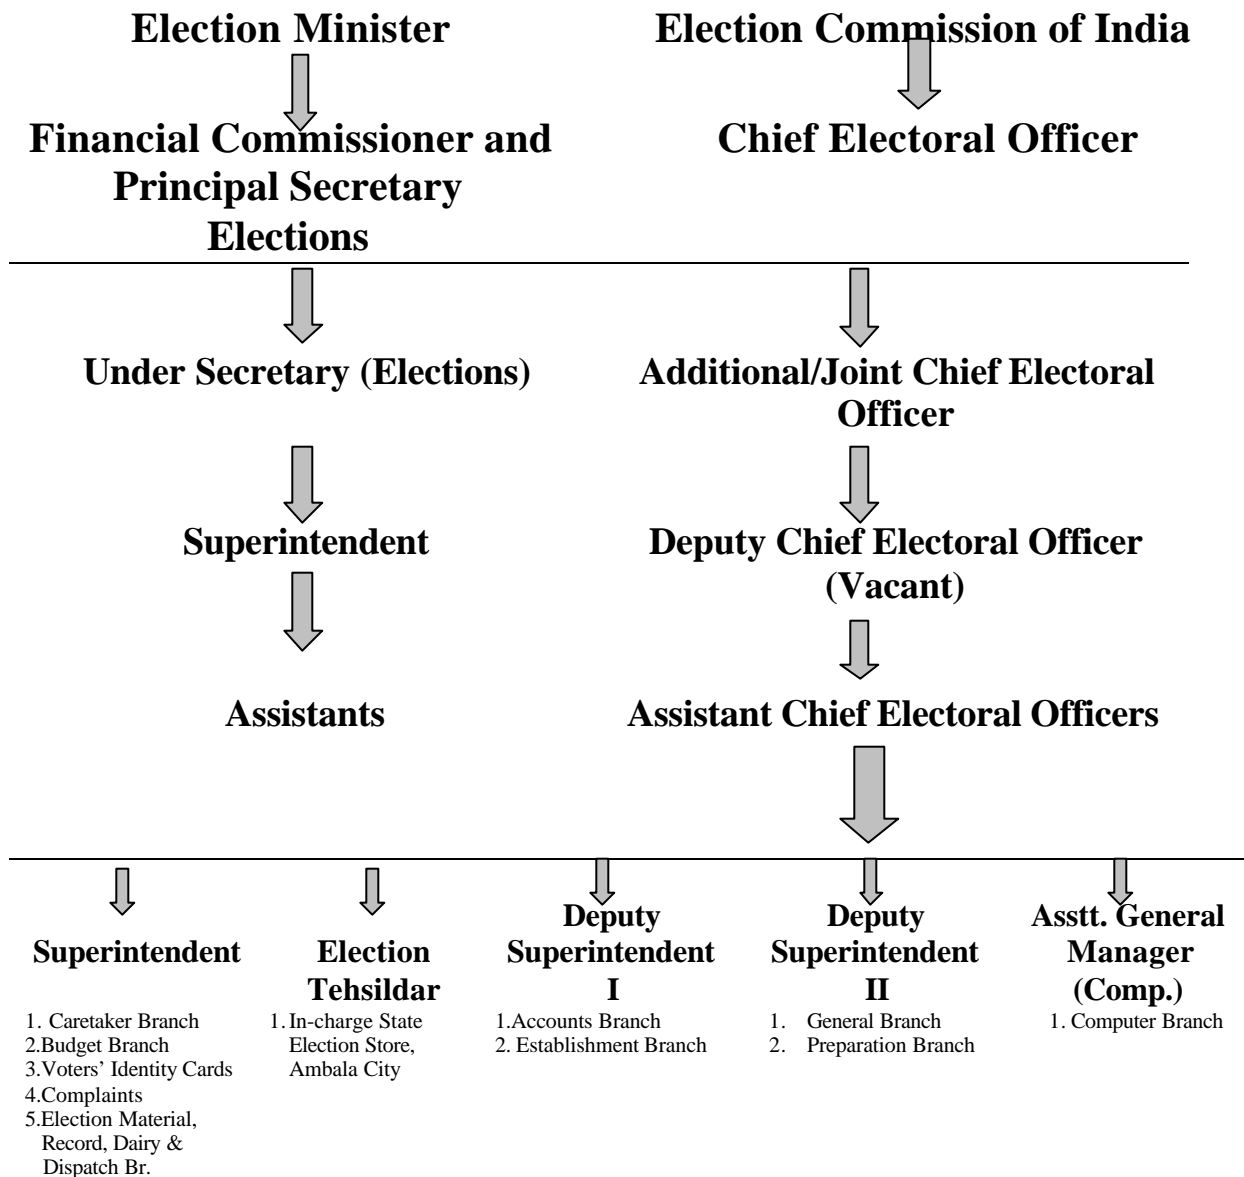 Election Minister
Election Commission of India
Financial Commissioner and
Principal Secretary
Elections
Chief Electoral Officer
Under Secretary (Elections)
Additional/Joint Chief Electoral
Officer
Superintendent
Deputy Chief Electoral Officer
(Vacant)
Assistants
Assistant Chief Electoral Officers
Superintendent
1. Caretaker Branch
2.Budget Branch
3.Voters’ Identity Cards
4.Complaints
5.Election Material,
Record, Dairy &
Dispatch Br.
Election
Tehsildar
1. In-charge State
Election Store,
Ambala City
Deputy
Superintendent
I
1.Accounts Branch
2. Establishment Branch
Deputy
Superintendent
II
1. General Branch
2. Preparation Branch
Asstt. General
Manager
(Comp.)
1. Computer Branch